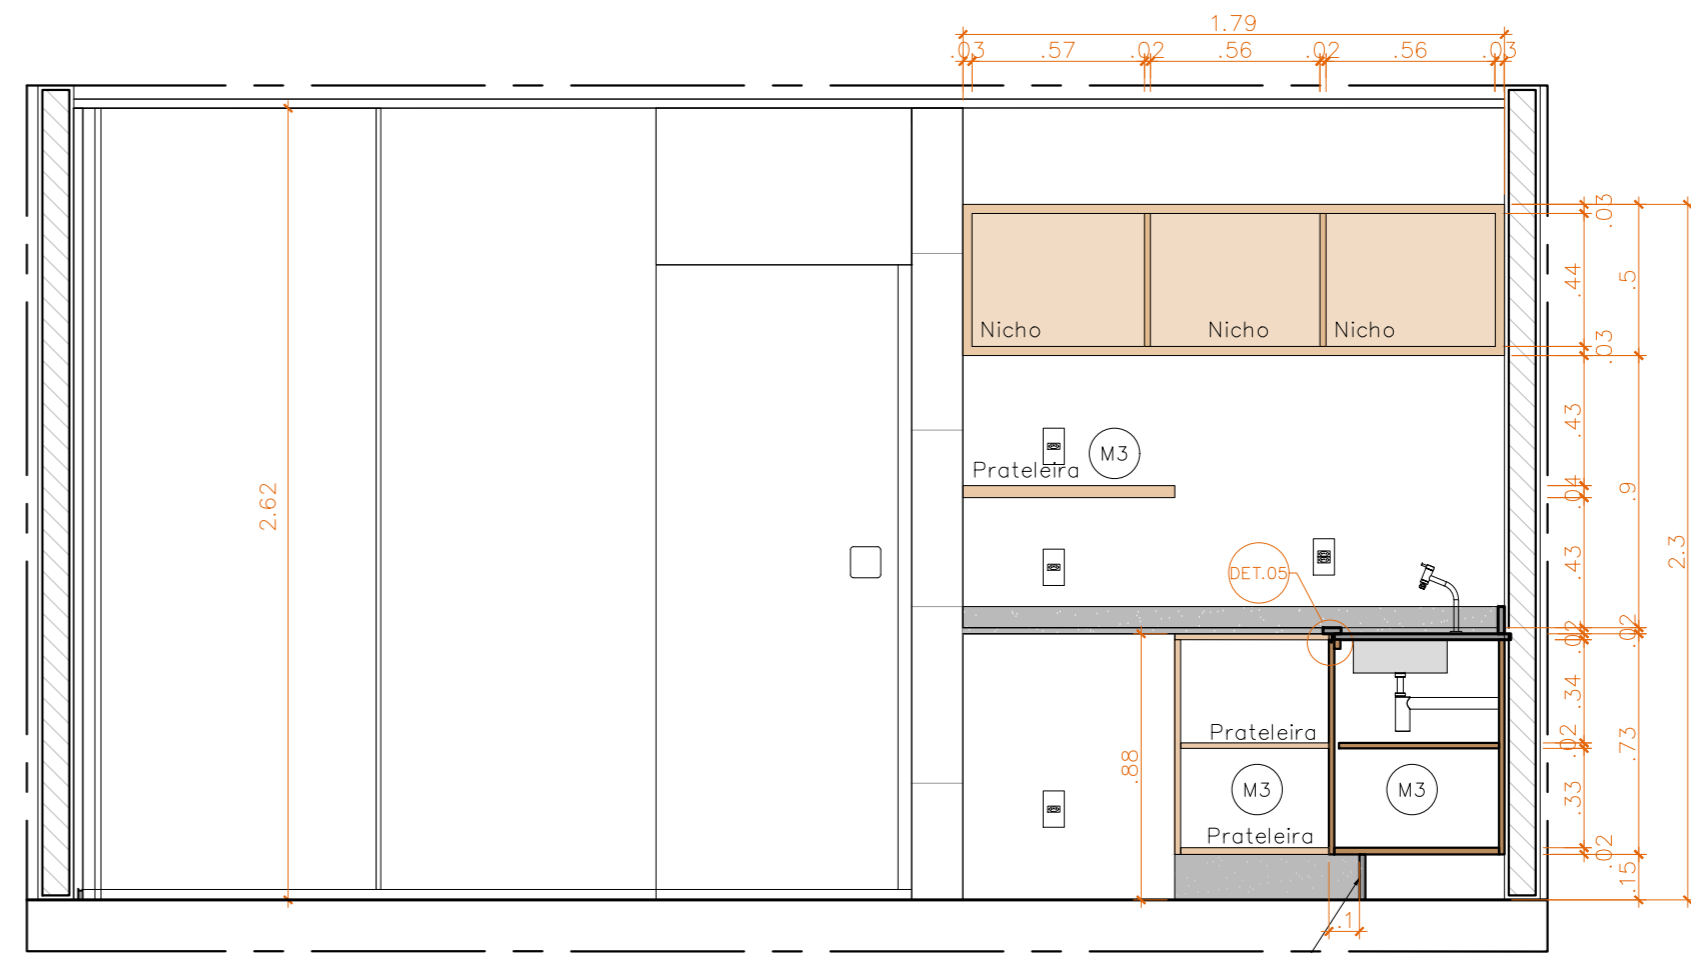 1.79
.03 .57 .02 .56 .02 .56 .03
.03
.44
.5
Nicho Nicho Nicho
.03
.43
M3
Prateleira
2.62
.04
.9
.43
2.3
DET.05
.02
.02
.34
Prateleira
.02
.73
.88
M3 M3
.33
Prateleira
.02
.15
.1